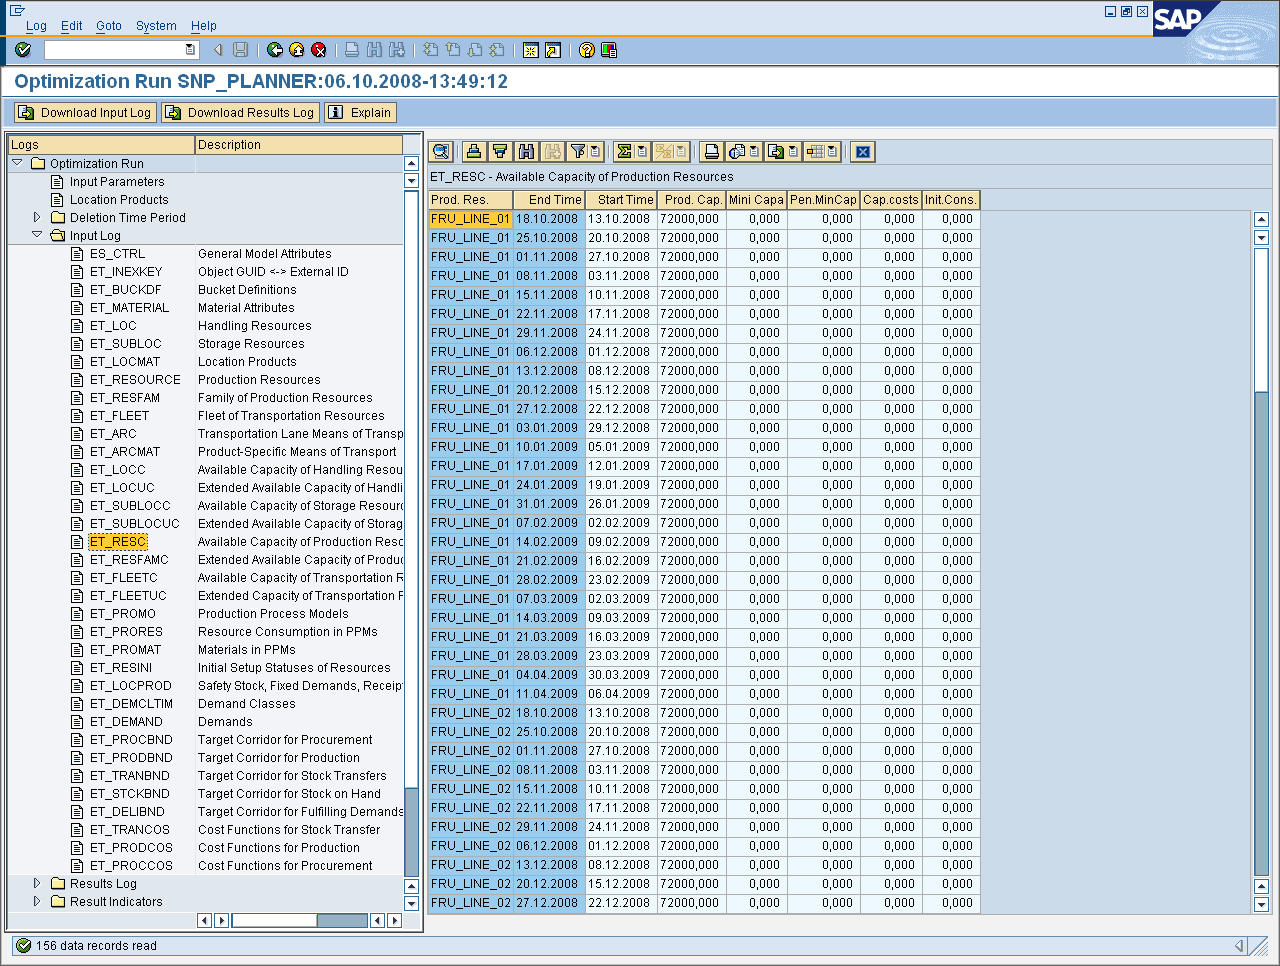 Log Edit Goto System Help
SAP
Optimization Run SNP_PLANNER:06.10.2008-13:49:12
Download Input Log Download Results Log Explain
Logs Description
Optimization Run
Input Parameters
Location Products
Deletion Time Period
Input Log
ES_CTRL General Model Attributes
ET_INEXKEY Object GUID <-> External ID
ET_BUCKDF Bucket Definitions
ET_MATERIAL Material Attributes
ET_LOC Handling Resources
ET_SUBLOC Storage Resources
ET_LOCMAT Location Products
ET_RESOURCE Production Resources
ET_RESFAM Family of Production Resources
ET_FLEET Fleet of Transportation Resources
ET_ARC Transportation Lane Means of Transp
ET_ARCMAT Product-Specific Means of Transport
ET_LOCC Available Capacity of Handling Resou
ET_LOCUC Extended Available Capacity of Handli
ET_SUBLOCC Available Capacity of Storage Resourc
ET_SUBLOCUC Extended Available Capacity of Storag
ET_RESC Available Capacity of Production Reso
ET_RESFAMC Extended Available Capacity of Produc
ET_FLEETC Available Capacity of Transportation R
ET_FLEETUC Extended Capacity of Transportation F
ET_PROMO Production Process Models
ET_PRORES Resource Consumption in PPMs
ET_PROMAT Materials in PPMs
ET_RESINI Initial Setup Statuses of Resources
ET_LOCPROD Safety Stock, Fixed Demands, Receipt
ET_DEMCLTIM Demand Classes
ET_DEMAND Demands
ET_PROCBND Target Corridor for Procurement
ET_PRODBND Target Corridor for Production
ET_TRANBND Target Corridor for Stock Transfers
ET_STCKBND Target Corridor for Stock on Hand
ET_DELIBND Target Corridor for Fulfilling Demands
ET_TRANCOS Cost Functions for Stock Transfer
ET_PRODCOS Cost Functions for Production
ET_PROCCOS Cost Functions for Procurement
Results Log
Result Indicators
ET_RESC - Available Capacity of Production Resources
Prod. Res. End Time Start Time Prod. Cap. Mini Capa Pen.MinCap Cap.costs Init.Cons.
FRU_LINE_01 18.10.2008 13.10.2008 72000,000 0,000 0,000 0,000 0,000
FRU_LINE_01 25.10.2008 20.10.2008 72000,000 0,000 0,000 0,000 0,000
FRU_LINE_01 01.11.2008 27.10.2008 72000,000 0,000 0,000 0,000 0,000
FRU_LINE_01 08.11.2008 03.11.2008 72000,000 0,000 0,000 0,000 0,000
FRU_LINE_01 15.11.2008 10.11.2008 72000,000 0,000 0,000 0,000 0,000
FRU_LINE_01 22.11.2008 17.11.2008 72000,000 0,000 0,000 0,000 0,000
FRU_LINE_01 29.11.2008 24.11.2008 72000,000 0,000 0,000 0,000 0,000
FRU_LINE_01 06.12.2008 01.12.2008 72000,000 0,000 0,000 0,000 0,000
FRU_LINE_01 13.12.2008 08.12.2008 72000,000 0,000 0,000 0,000 0,000
FRU_LINE_01 20.12.2008 15.12.2008 72000,000 0,000 0,000 0,000 0,000
FRU_LINE_01 27.12.2008 22.12.2008 72000,000 0,000 0,000 0,000 0,000
FRU_LINE_01 03.01.2009 29.12.2008 72000,000 0,000 0,000 0,000 0,000
FRU_LINE_01 10.01.2009 05.01.2009 72000,000 0,000 0,000 0,000 0,000
FRU_LINE_01 17.01.2009 12.01.2009 72000,000 0,000 0,000 0,000 0,000
FRU_LINE_01 24.01.2009 19.01.2009 72000,000 0,000 0,000 0,000 0,000
FRU_LINE_01 31.01.2009 26.01.2009 72000,000 0,000 0,000 0,000 0,000
FRU_LINE_01 07.02.2009 02.02.2009 72000,000 0,000 0,000 0,000 0,000
FRU_LINE_01 14.02.2009 09.02.2009 72000,000 0,000 0,000 0,000 0,000
FRU_LINE_01 21.02.2009 16.02.2009 72000,000 0,000 0,000 0,000 0,000
FRU_LINE_01 28.02.2009 23.02.2009 72000,000 0,000 0,000 0,000 0,000
FRU_LINE_01 07.03.2009 02.03.2009 72000,000 0,000 0,000 0,000 0,000
FRU_LINE_01 14.03.2009 09.03.2009 72000,000 0,000 0,000 0,000 0,000
FRU_LINE_01 21.03.2009 16.03.2009 72000,000 0,000 0,000 0,000 0,000
FRU_LINE_01 28.03.2009 23.03.2009 72000,000 0,000 0,000 0,000 0,000
FRU_LINE_01 04.04.2009 30.03.2009 72000,000 0,000 0,000 0,000 0,000
FRU_LINE_01 11.04.2009 06.04.2009 72000,000 0,000 0,000 0,000 0,000
FRU_LINE_02 18.10.2008 13.10.2008 72000,000 0,000 0,000 0,000 0,000
FRU_LINE_02 25.10.2008 20.10.2008 72000,000 0,000 0,000 0,000 0,000
FRU_LINE_02 01.11.2008 27.10.2008 72000,000 0,000 0,000 0,000 0,000
FRU_LINE_02 08.11.2008 03.11.2008 72000,000 0,000 0,000 0,000 0,000
FRU_LINE_02 15.11.2008 10.11.2008 72000,000 0,000 0,000 0,000 0,000
FRU_LINE_02 22.11.2008 17.11.2008 72000,000 0,000 0,000 0,000 0,000
FRU_LINE_02 29.11.2008 24.11.2008 72000,000 0,000 0,000 0,000 0,000
FRU_LINE_02 06.12.2008 01.12.2008 72000,000 0,000 0,000 0,000 0,000
FRU_LINE_02 13.12.2008 08.12.2008 72000,000 0,000 0,000 0,000 0,000
FRU_LINE_02 20.12.2008 15.12.2008 72000,000 0,000 0,000 0,000 0,000
FRU_LINE_02 27.12.2008 22.12.2008 72000,000 0,000 0,000 0,000 0,000
156 data records read